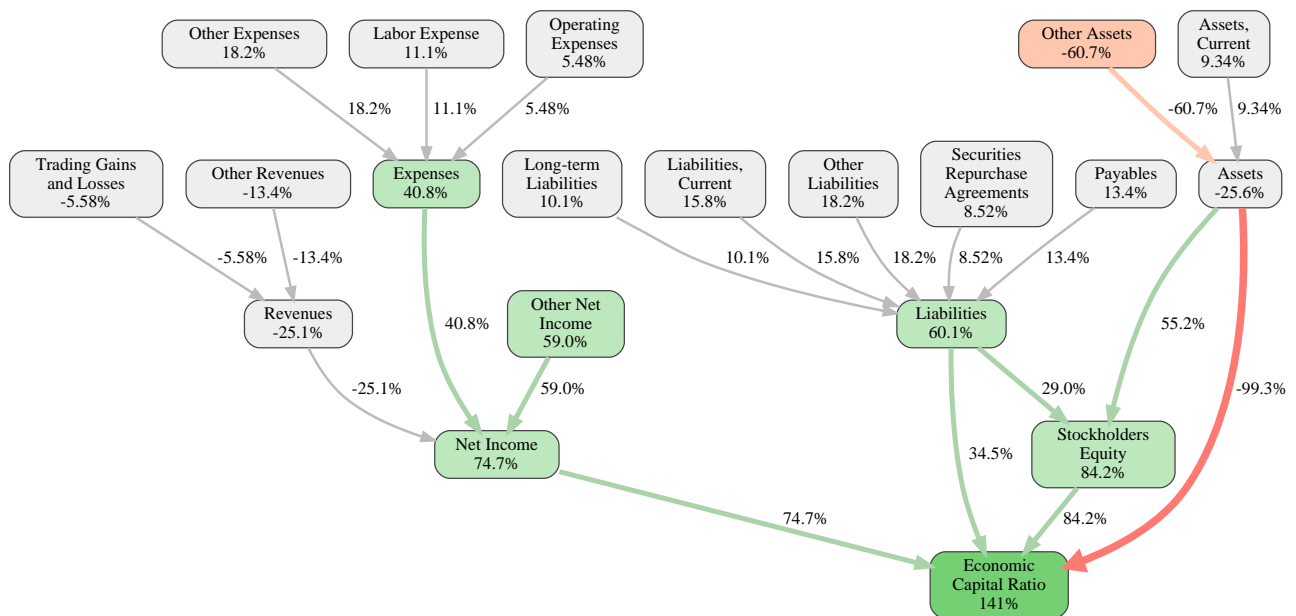 Other Expenses
18.2%
Labor Expense
11.1%
Operating
Expenses
5.48%
Other Assets
-60.7%
Assets,
Current
9.34%
18.2%
11.1%
5.48%
-60.7%
9.34%
Trading Gains
and Losses
-5.58%
Other Revenues
-13.4%
Expenses
40.8%
Long-term
Liabilities
10.1%
Liabilities,
Current
15.8%
Other
Liabilities
18.2%
Securities
Repurchase
Agreements
8.52%
Payables
13.4%
Assets
-25.6%
-5.58%
-13.4%
10.1%
15.8%
18.2%
8.52%
13.4%
Revenues
-25.1%
40.8%
Other Net
Income
59.0%
Liabilities
60.1%
55.2%
-25.1%
59.0%
29.0%
-99.3%
Net Income
74.7%
34.5%
Stockholders
Equity
84.2%
74.7%
84.2%
Economic
Capital Ratio
141%